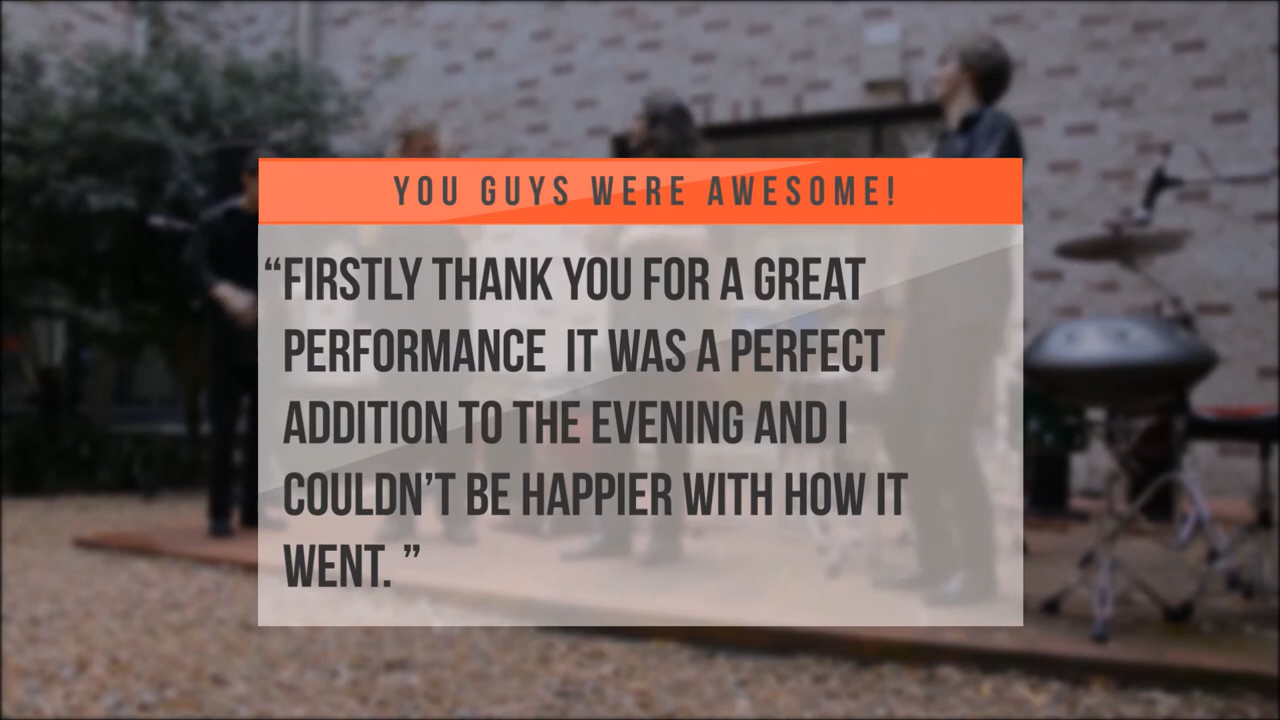 YOU GUYS WERE AWESOME!
“FIRSTLY THANK YOU FOR A GREAT
PERFORMANCE  IT WAS A PERFECT
ADDITION TO THE EVENING AND I
COULDN’T BE HAPPIER WITH HOW IT
WENT. ”